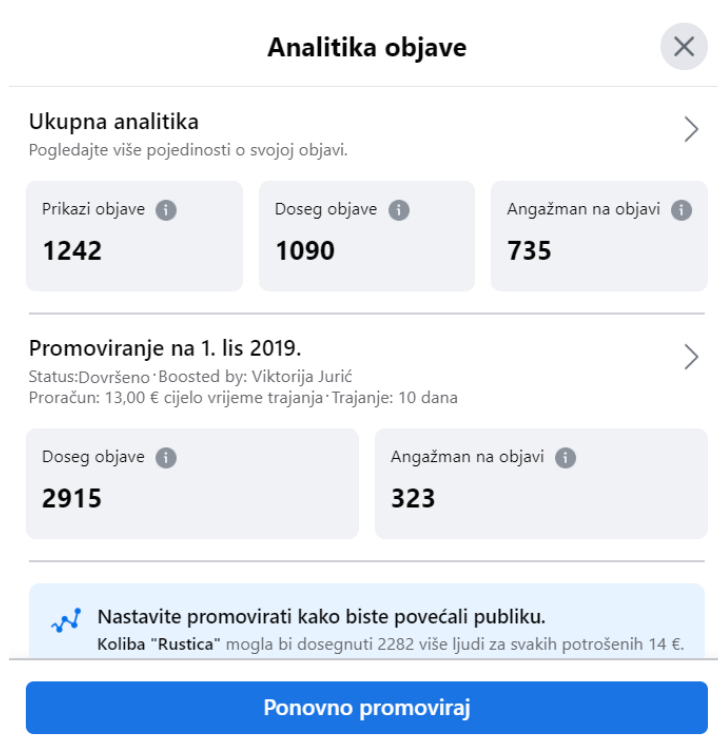 Analitika objave
Ukupna analitika
Pogledajte više pojedinosti o svojoj objavi.
Prikazi objave
Doseg objave
Angažman na objavi
1242
1090
735
Promoviranje na 1. lis 2019.
Status:Dovršeno · Boosted by: Viktorija Jurić
Proračun: 13,00 € cijelo vrijeme trajanja · Trajanje: 10 dana
Doseg objave
Angažman na objavi
2915
323
Nastavite promovirati kako biste povećali publiku.
Koliba "Rustica" mogla bi dosegnuti 2282 više ljudi za svakih potrošenih 14 €.
Ponovno promoviraj